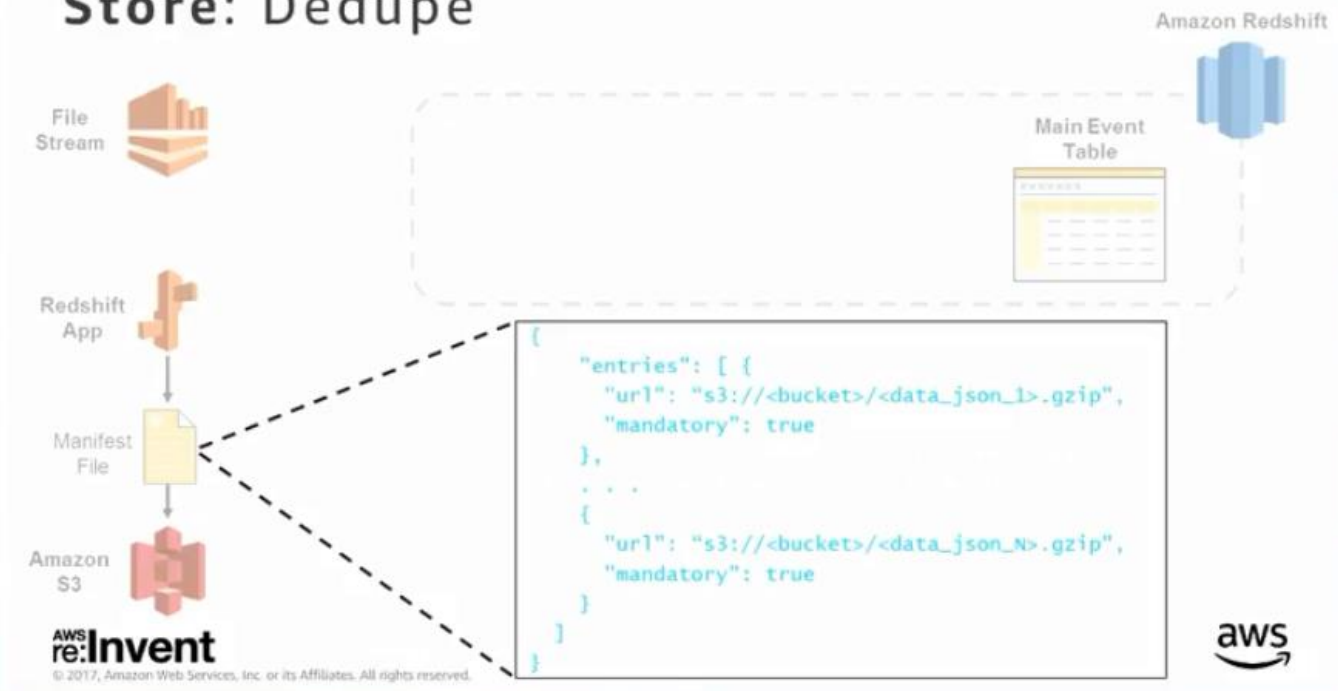 Store: Dedupe
Amazon Redshift
File
Stream
Main Event
Table
Redshift
App
Manifest
File
Amazon
S3
{
"entries": [ {
"url": "s3://<bucket>/<data_json_1>.gzip",
"mandatory": true
},
. . .
{
"url": "s3://<bucket>/<data_json_N>.gzip",
"mandatory": true
}
]
}
AWS
re:Invent
© 2017, Amazon Web Services, Inc. or its Affiliates. All rights reserved.
aws